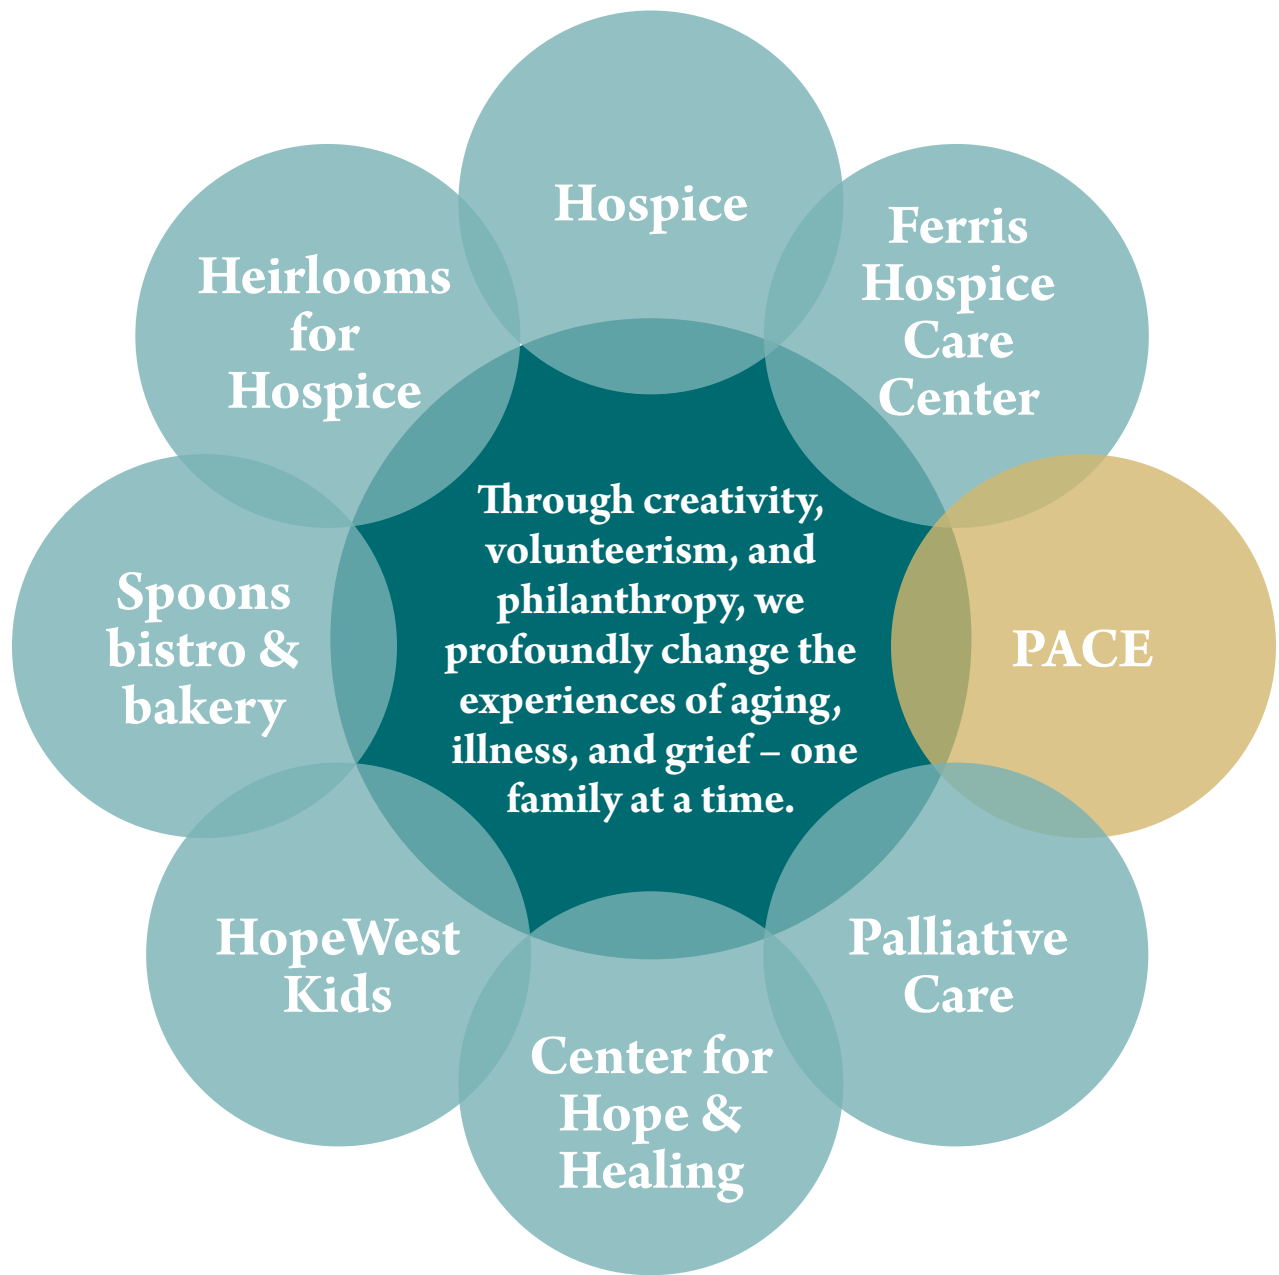 Hospice
Ferris
Hospice
Care
Center
Heirlooms
for
Hospice
Through creativity,
volunteerism, and
philanthropy, we
profoundly change the
experiences of aging,
illness, and grief – one
family at a time.
Spoons
bistro &
bakery
PACE
HopeWest
Kids
Palliative
Care
Center for
Hope &
Healing